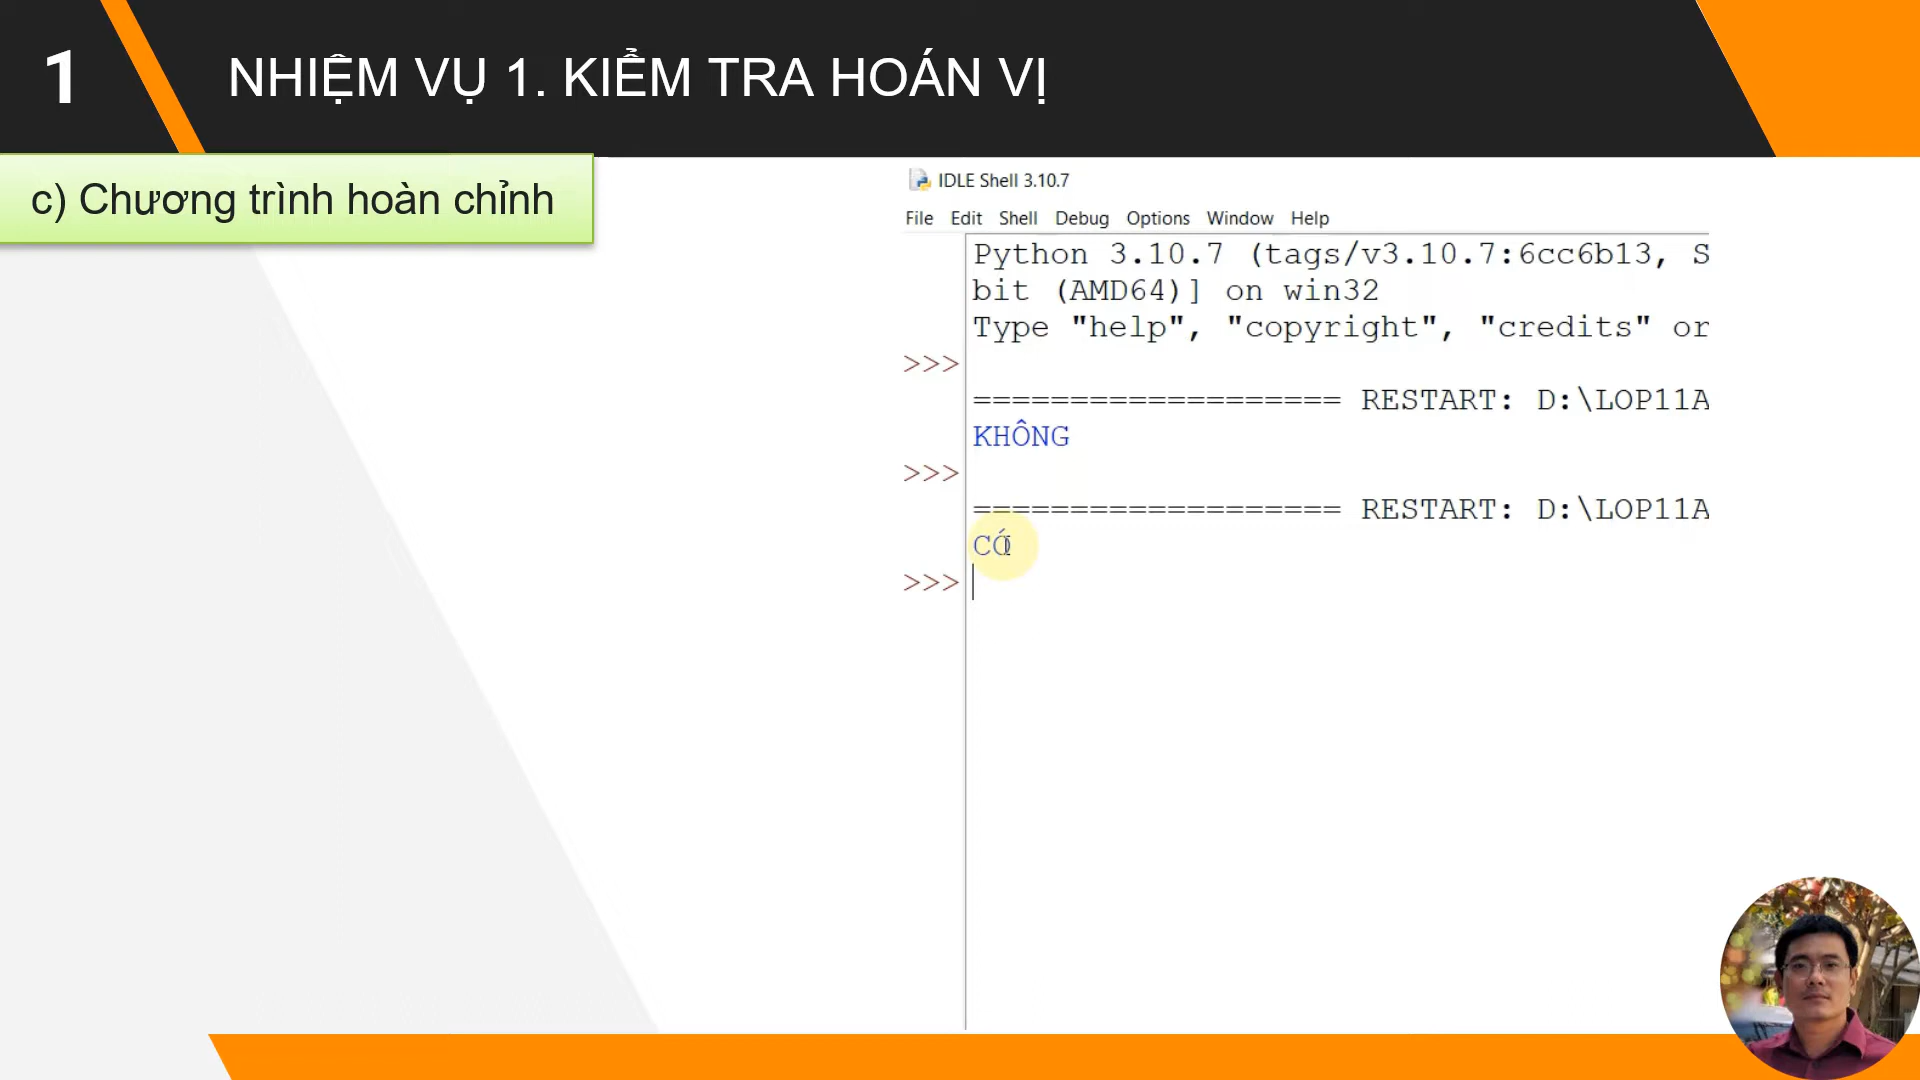 1
NHIỆM VỤ 1. KIỂM TRA HOÁN VỊ
c) Chương trình hoàn chỉnh
IDLE Shell 3.10.7
File Edit Shell Debug Options Window Help
Python 3.10.7 (tags/v3.10.7:6cc6b13, S
bit (AMD64)] on win32
Type "help", "copyright", "credits" or
>>>
=================== RESTART: D:\LOP11A
KHÔNG
>>>
=================== RESTART: D:\LOP11A
CÓ
>>>